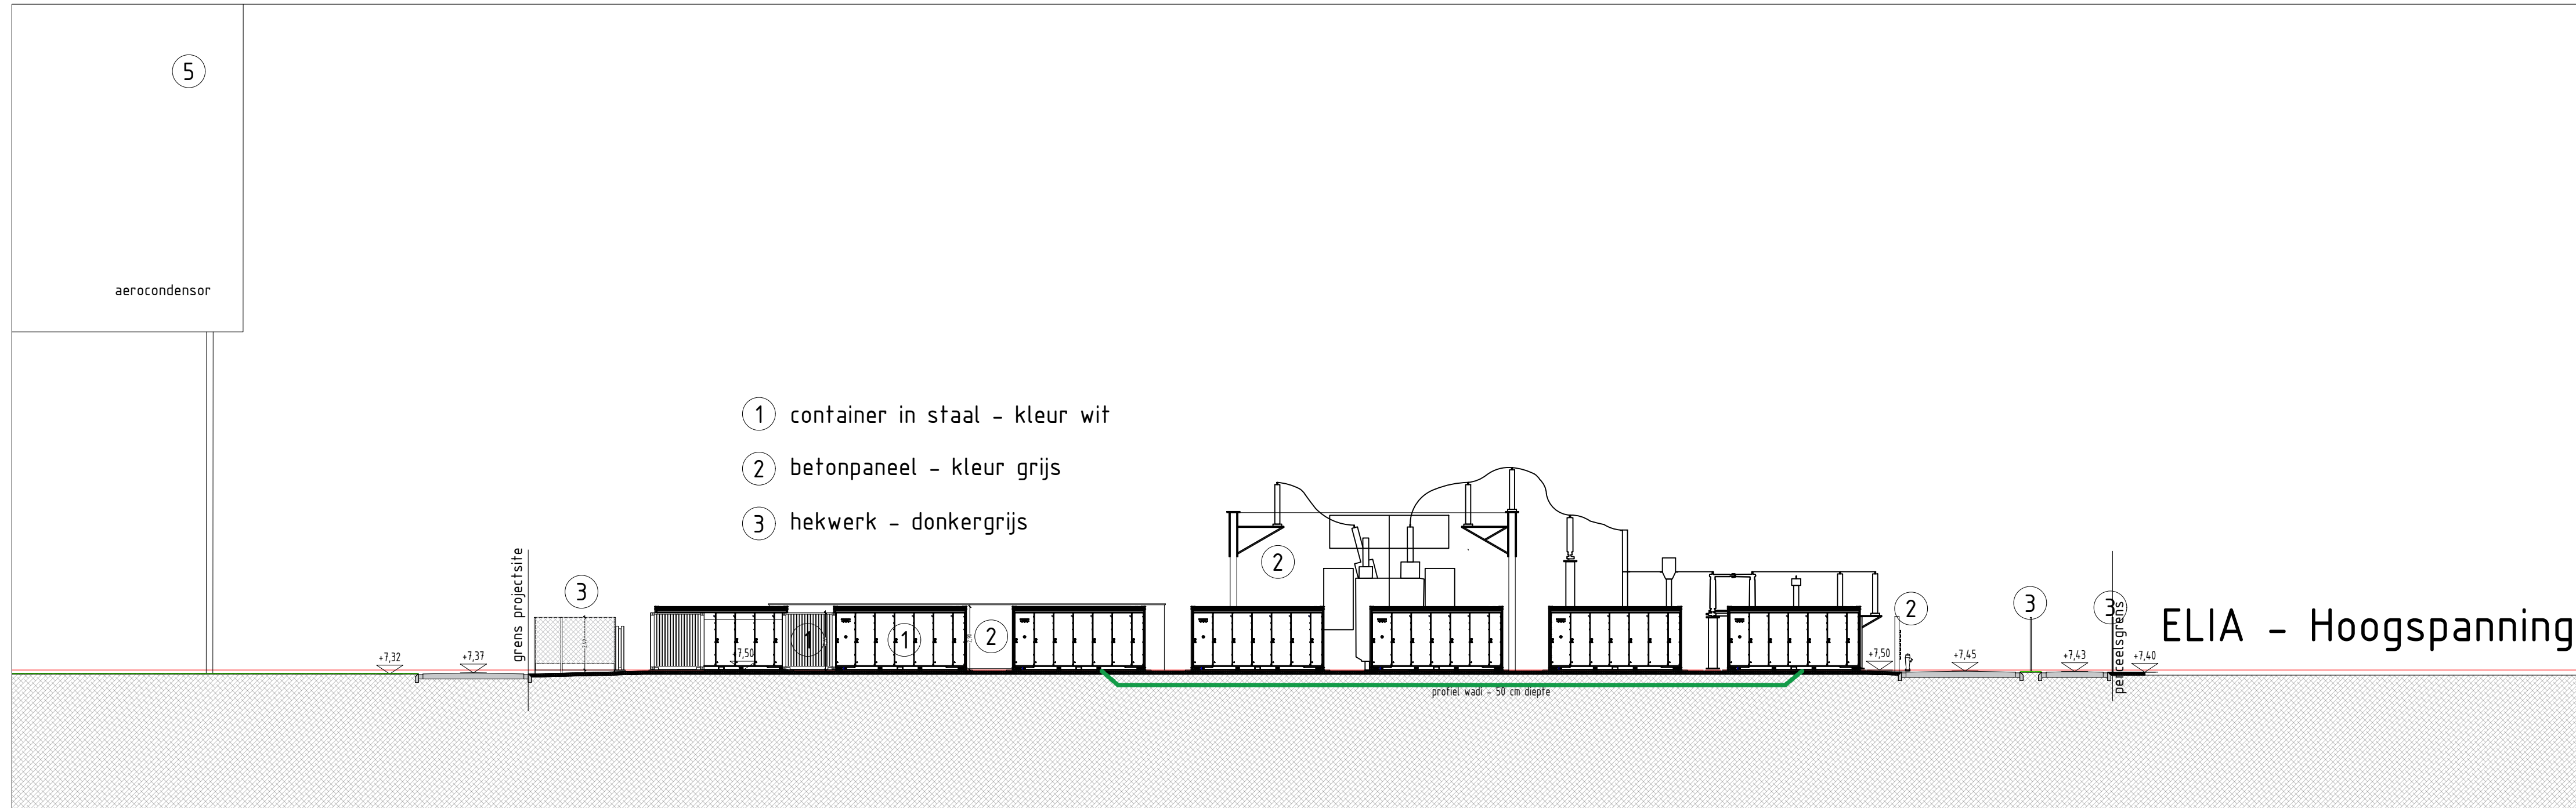 5
aerocondensor
1 container in staal - kleur wit
2 betonpaneel - kleur grijs
3 hekwerk - donkergrijs
grens projectsite
3
2
2
3
3
perceelsgrens
ELIA - Hoogspanning
1
1
2
+7,32
+7,37
+7,50
+7,50
+7,45
+7,43
+7,40
profiel wadi - 50 cm diepte